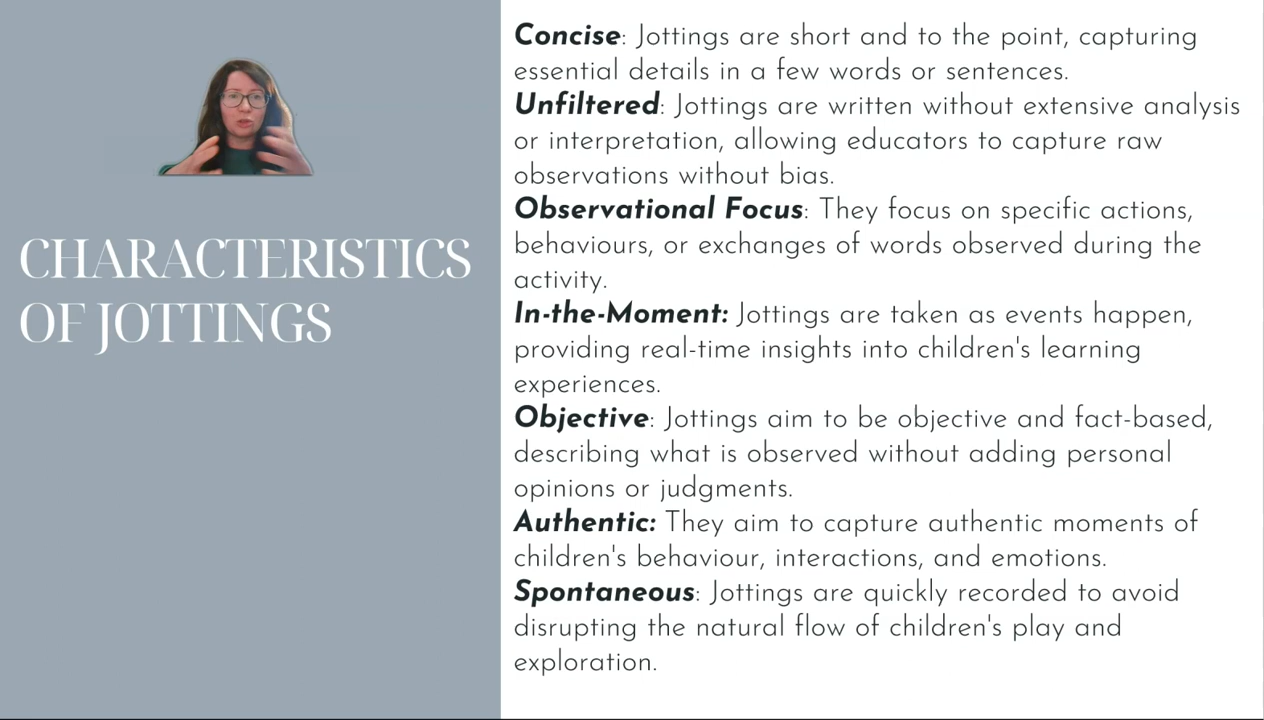 CHARACTERISTICS
OF JOTTINGS
Concise: Jottings are short and to the point, capturing
essential details in a few words or sentences.
Unfiltered: Jottings are written without extensive analysis
or interpretation, allowing educators to capture raw
observations without bias.
Observational Focus: They focus on specific actions,
behaviours, or exchanges of words observed during the
activity.
In-the-Moment: Jottings are taken as events happen,
providing real-time insights into children's learning
experiences.
Objective: Jottings aim to be objective and fact-based,
describing what is observed without adding personal
opinions or judgments.
Authentic: They aim to capture authentic moments of
children's behaviour, interactions, and emotions.
Spontaneous: Jottings are quickly recorded to avoid
disrupting the natural flow of children's play and
exploration.